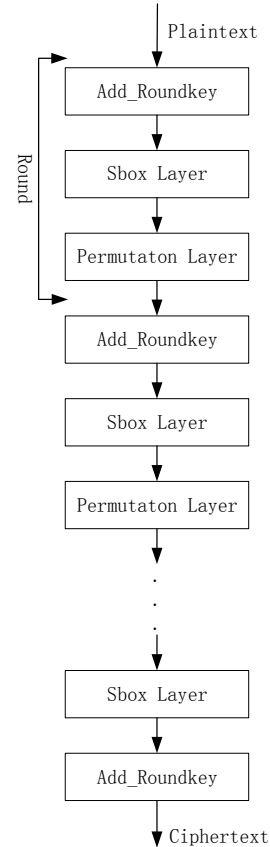 Plaintext
Add_Roundkey
Round
Sbox Layer
Permutaton Layer
Add_Roundkey
Sbox Layer
Permutaton Layer
.
.
.
Sbox Layer
Add_Roundkey
Ciphertext